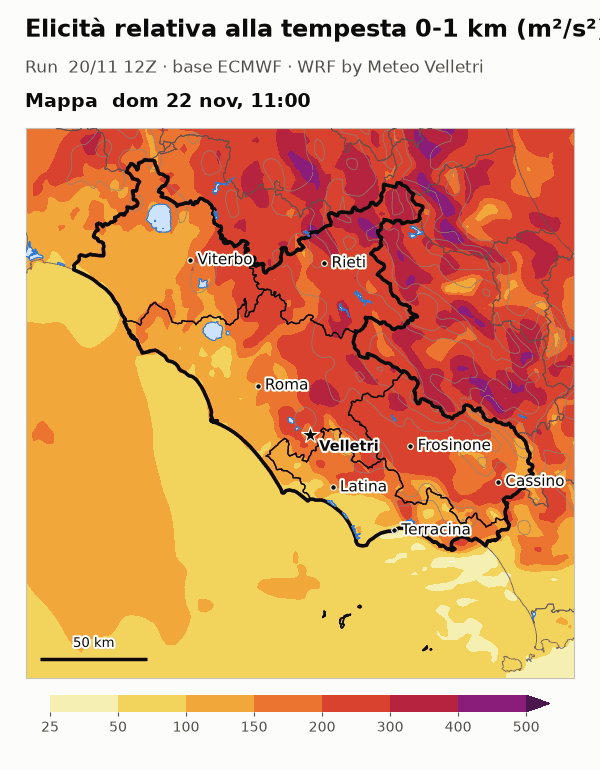 Elicità relativa alla tempesta 0-1 km (m²/s²)
Run 20/11 12Z · base ECMWF · WRF by Meteo Velletri
Mappa dom 22 nov, 11:00
Viterbo
Rieti
Roma
Velletri
Frosinone
Cassino
Latina
Terracina
50 km
25 50 100 150 200 300 400 500